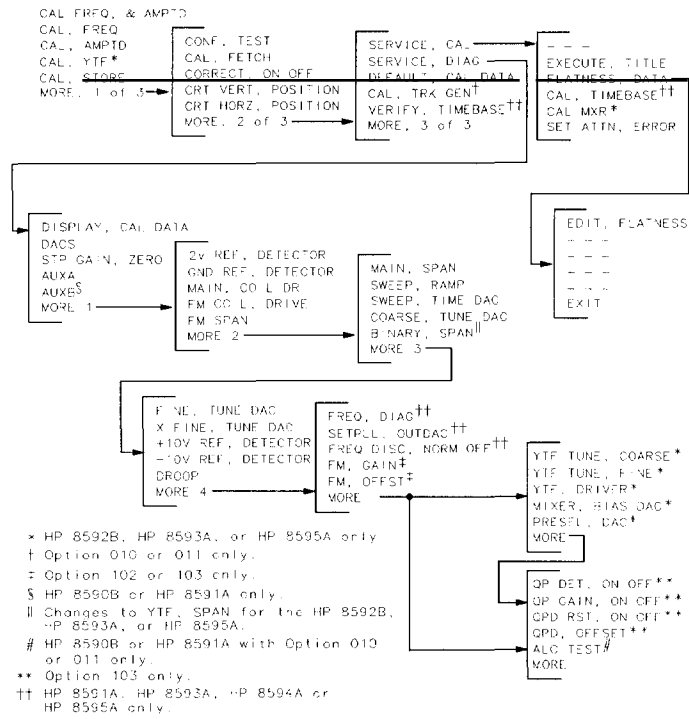 CAL FREQ, & AMPTD
CAL, FREQ
CAL, AMPTD
CAL, YTF*
CAL, STORE
MORE, 1 of 3
CONF, TEST
CAL, FETCH
CORRECT, ON OFF
CRT VERT, POSITION
CRT HORZ, POSITION
MORE, 2 of 3
SERVICE, CAL
SERVICE, DIAG
DEFAULT, CAL DATA
CAL, TRK GEN†
VERIFY, TIMEBASE††
MORE, 3 of 3
- - -
EXECUTE, TITLE
FLATNESS, DATA
CAL, TIMEBASE††
CAL MXR*
SET ATTN, ERROR
DISPLAY, CAL DATA
DACS
STP GAIN, ZERO
AUXA
AUXB§
MORE 1
2v REF, DETECTOR
GND REF, DETECTOR
MAIN, COIL DR
FM COIL, DRIVE
FM SPAN
MORE 2
MAIN, SPAN
SWEEP, RAMP
SWEEP, TIME DAC
COARSE, TUNE DAC
BINARY, SPAN‖
MORE 3
EDIT, FLATNESS
- - -
- - -
- - -
- - -
EXIT
FINE, TUNE DAC
X FINE, TUNE DAC
+10V REF, DETECTOR
-10V REF, DETECTOR
DROOP
MORE 4
FREQ, DIAG††
SETPLL, OUTDAC††
FREQ DISC, NORM OFF††
FM, GAIN‡
FM, OFFST‡
MORE
YTF TUNE, COARSE*
YTF TUNE, FINE*
YTF, DRIVER*
MIXER, BIAS DAC*
PRESEL, DAC*
MORE
QP DET, ON OFF**
QP GAIN, ON OFF**
QPD RST, ON OFF**
QPD, OFFSET**
ALC TEST#
MORE
* HP 8592B, HP 8593A, or HP 8595A only
† Option 010 or 011 only.
‡ Option 102 or 103 only.
§ HP 8590B or HP 8591A only.
‖ Changes to YTF, SPAN for the HP 8592B,
HP 8593A, or HP 8595A.
# HP 8590B or HP 8591A with Option 010
or 011 only.
** Option 103 only.
†† HP 8591A, HP 8593A, HP 8594A or
HP 8595A only.